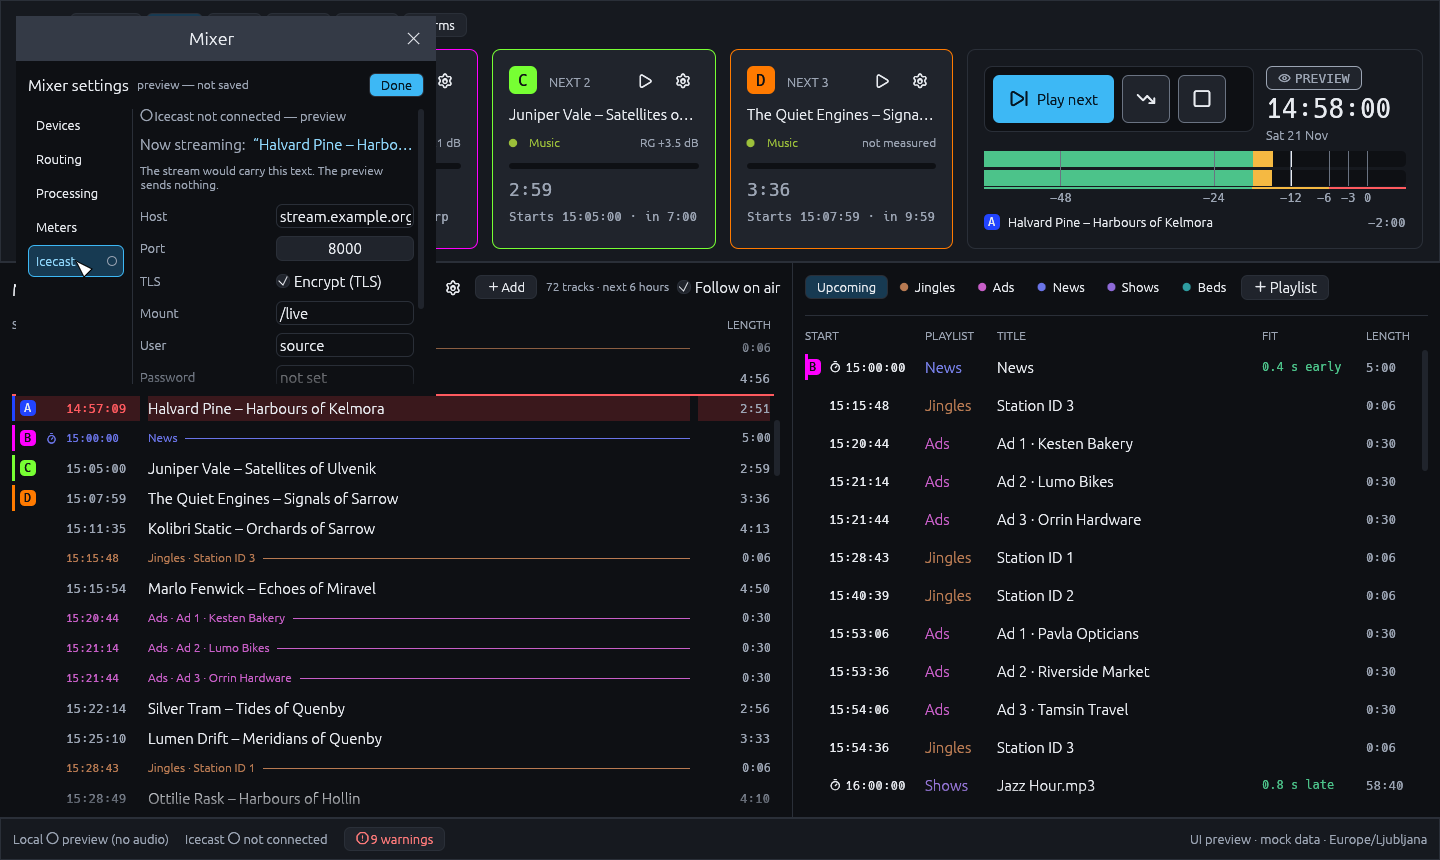 Mixer
Mixer settings preview — not saved Done
Devices
Routing
Processing
Meters
Icecast
Icecast not connected — preview
Now streaming: “Halvard Pine – Harbo…
The stream would carry this text. The preview
sends nothing.
Host stream.example.org
Port 8000
TLS Encrypt (TLS)
Mount /live
User source
Password not set
rms
1 dB
rp
C NEXT 2
Juniper Vale – Satellites o…
Music RG +3.5 dB
2:59
Starts 15:05:00 · in 7:00
D NEXT 3
The Quiet Engines – Signa…
Music not measured
3:36
Starts 15:07:59 · in 9:59
Play next
PREVIEW
14:58:00
Sat 21 Nov
−48 −24 −12 −6 −3 0
A Halvard Pine – Harbours of Kelmora −2:00
+ Add 72 tracks · next 6 hours Follow on air
LENGTH
0:06
4:56
A 14:57:09 Halvard Pine – Harbours of Kelmora 2:51
B 15:00:00 News 5:00
C 15:05:00 Juniper Vale – Satellites of Ulvenik 2:59
D 15:07:59 The Quiet Engines – Signals of Sarrow 3:36
15:11:35 Kolibri Static – Orchards of Sarrow 4:13
15:15:48 Jingles · Station ID 3 0:06
15:15:54 Marlo Fenwick – Echoes of Miravel 4:50
15:20:44 Ads · Ad 1 · Kesten Bakery 0:30
15:21:14 Ads · Ad 2 · Lumo Bikes 0:30
15:21:44 Ads · Ad 3 · Orrin Hardware 0:30
15:22:14 Silver Tram – Tides of Quenby 2:56
15:25:10 Lumen Drift – Meridians of Quenby 3:33
15:28:43 Jingles · Station ID 1 0:06
15:28:49 Ottilie Rask – Harbours of Hollin 4:10
Upcoming Jingles Ads News Shows Beds + Playlist
START PLAYLIST TITLE FIT LENGTH
B 15:00:00 News News 0.4 s early 5:00
15:15:48 Jingles Station ID 3 0:06
15:20:44 Ads Ad 1 · Kesten Bakery 0:30
15:21:14 Ads Ad 2 · Lumo Bikes 0:30
15:21:44 Ads Ad 3 · Orrin Hardware 0:30
15:28:43 Jingles Station ID 1 0:06
15:40:39 Jingles Station ID 2 0:06
15:53:06 Ads Ad 1 · Pavla Opticians 0:30
15:53:36 Ads Ad 2 · Riverside Market 0:30
15:54:06 Ads Ad 3 · Tamsin Travel 0:30
15:54:36 Jingles Station ID 3 0:06
16:00:00 Shows Jazz Hour.mp3 0.8 s late 58:40
Local preview (no audio) Icecast not connected 9 warnings
UI preview · mock data · Europe/Ljubljana